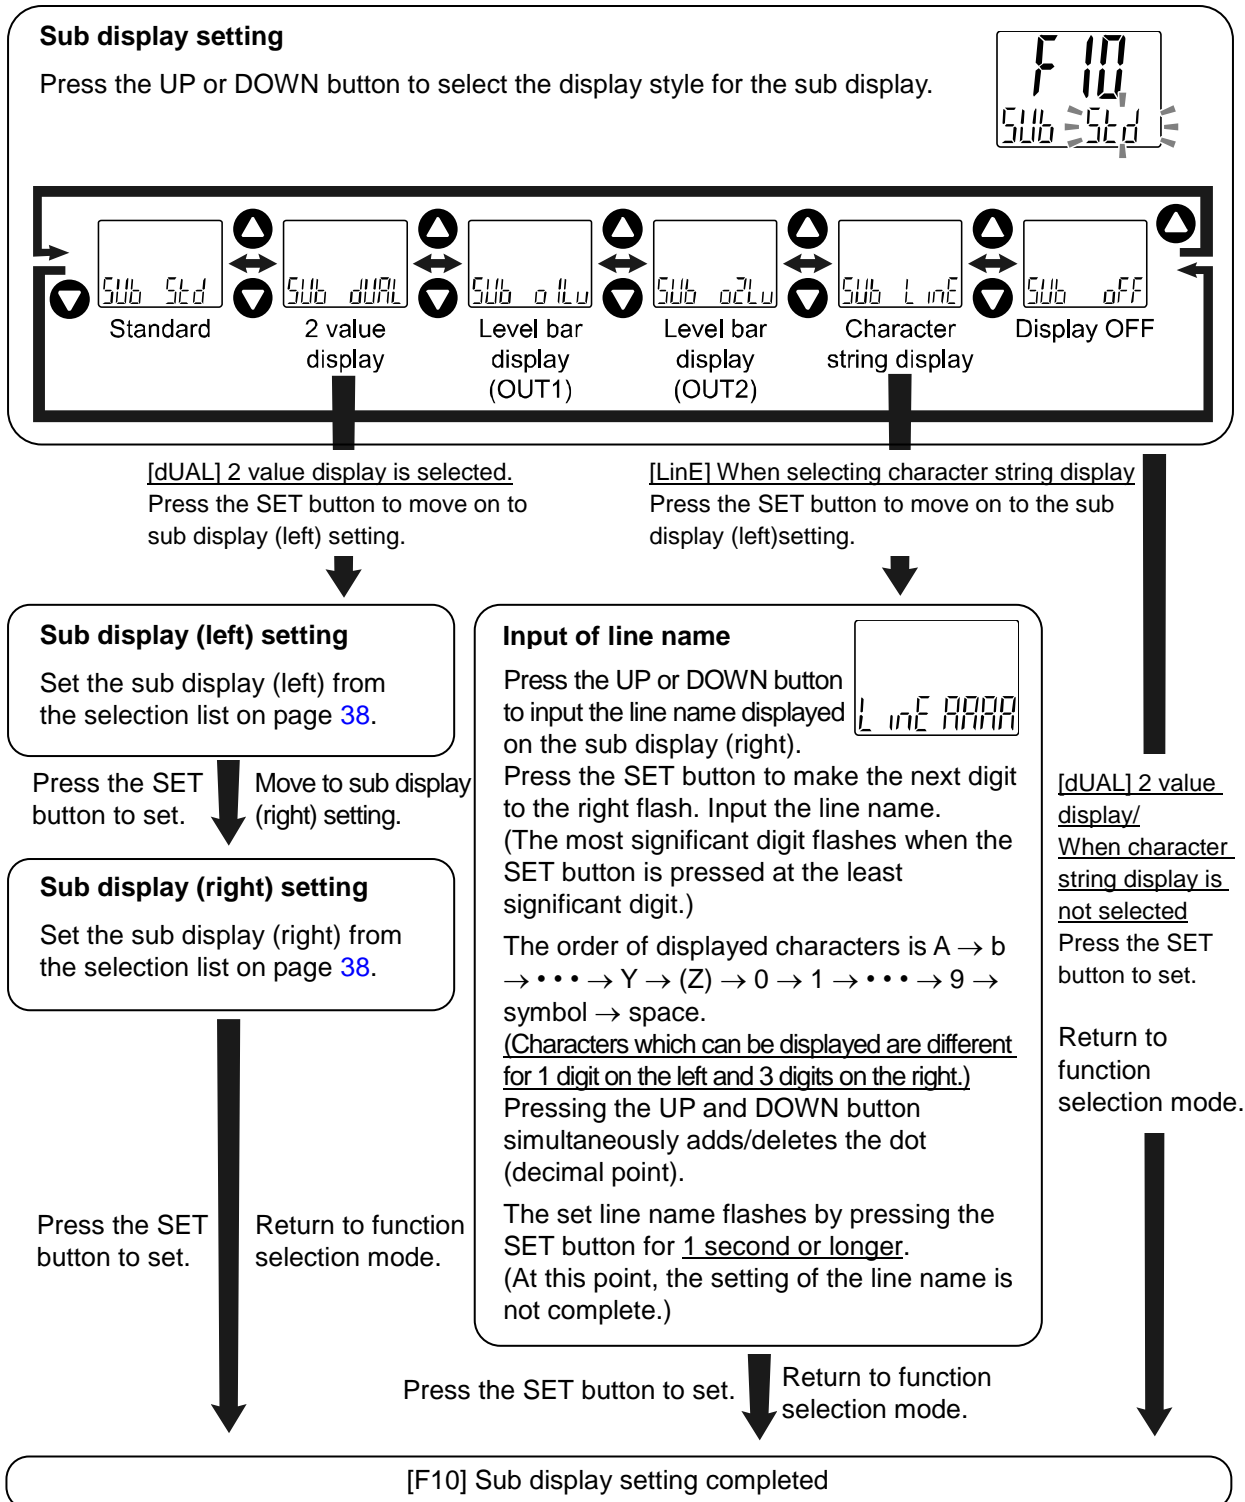 Sub display setting
Press the UP or DOWN button to select the display style for the sub display.
F 10
SUb Std
SUb Std
SUb dUAL
SUb o1Lv
SUb o2Lv
SUb LinE
SUb oFF
Standard
2 value
display
Level bar
display
(OUT1)
Level bar
display
(OUT2)
Character
string display
Display OFF
[dUAL] 2 value display is selected.
Press the SET button to move on to
sub display (left) setting.
[LinE] When selecting character string display
Press the SET button to move on to the sub
display (left)setting.
Sub display (left) setting
Set the sub display (left) from
the selection list on page 38.
Press the SET
button to set.
Move to sub display
(right) setting.
Sub display (right) setting
Set the sub display (right) from
the selection list on page 38.
Press the SET
button to set.
Return to function
selection mode.
Input of line name
LinE AAAA
Press the UP or DOWN button
to input the line name displayed
on the sub display (right).
Press the SET button to make the next digit
to the right flash. Input the line name.
(The most significant digit flashes when the
SET button is pressed at the least
significant digit.)
The order of displayed characters is A → b
→ • • • → Y → (Z) → 0 → 1 → • • • → 9 →
symbol → space.
(Characters which can be displayed are different
for 1 digit on the left and 3 digits on the right.)
Pressing the UP and DOWN button
simultaneously adds/deletes the dot
(decimal point).
The set line name flashes by pressing the
SET button for 1 second or longer.
(At this point, the setting of the line name is
not complete.)
Press the SET button to set.
Return to function
selection mode.
[dUAL] 2 value
display/
When character
string display is
not selected
Press the SET
button to set.
Return to
function
selection mode.
[F10] Sub display setting completed